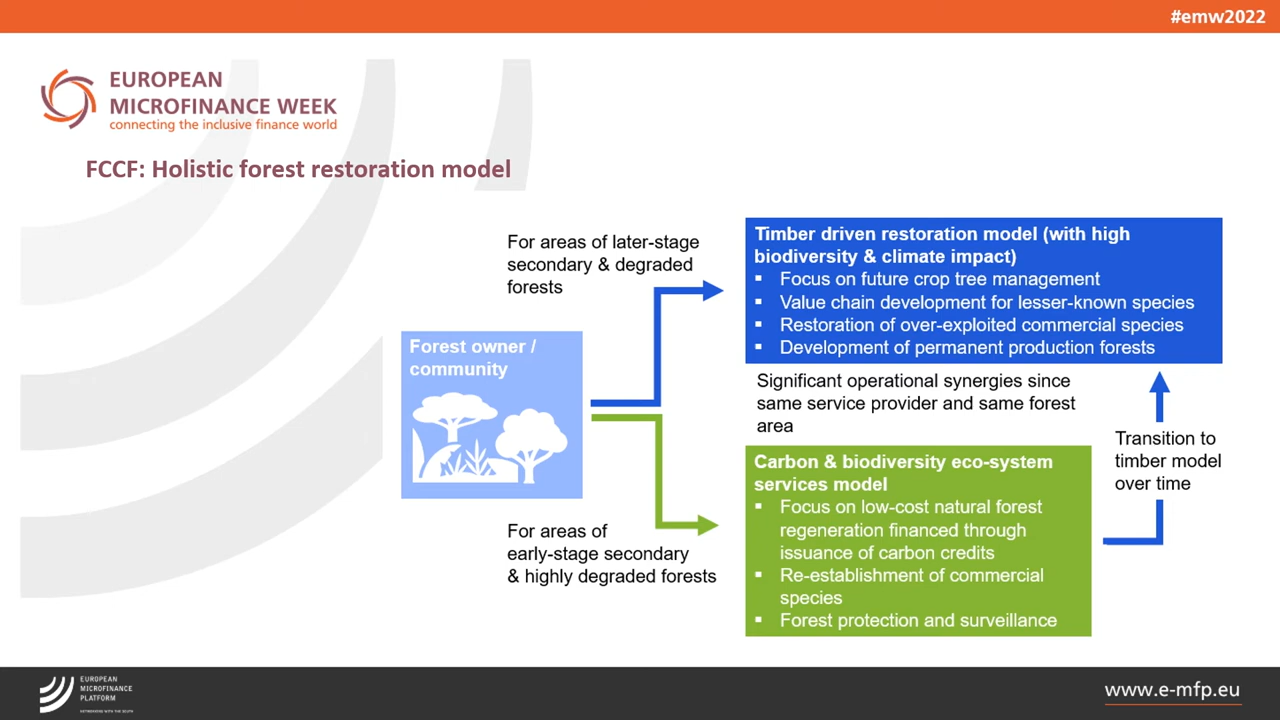 #emw2022
EUROPEAN
MICROFINANCE WEEK
connecting the inclusive finance world
FCCF: Holistic forest restoration model
For areas of later-stage
secondary & degraded
forests
Timber driven restoration model (with high
biodiversity & climate impact)
▪ Focus on future crop tree management
▪ Value chain development for lesser-known species
▪ Restoration of over-exploited commercial species
▪ Development of permanent production forests
Forest owner /
community
Significant operational synergies since
same service provider and same forest
area
Transition to
timber model
over time
Carbon & biodiversity eco-system
services model
▪ Focus on low-cost natural forest
regeneration financed through
issuance of carbon credits
▪ Re-establishment of commercial
species
▪ Forest protection and surveillance
For areas of
early-stage secondary
& highly degraded forests
EUROPEAN
MICROFINANCE
PLATFORM
NETWORKING WITH THE SOUTH
www.e-mfp.eu